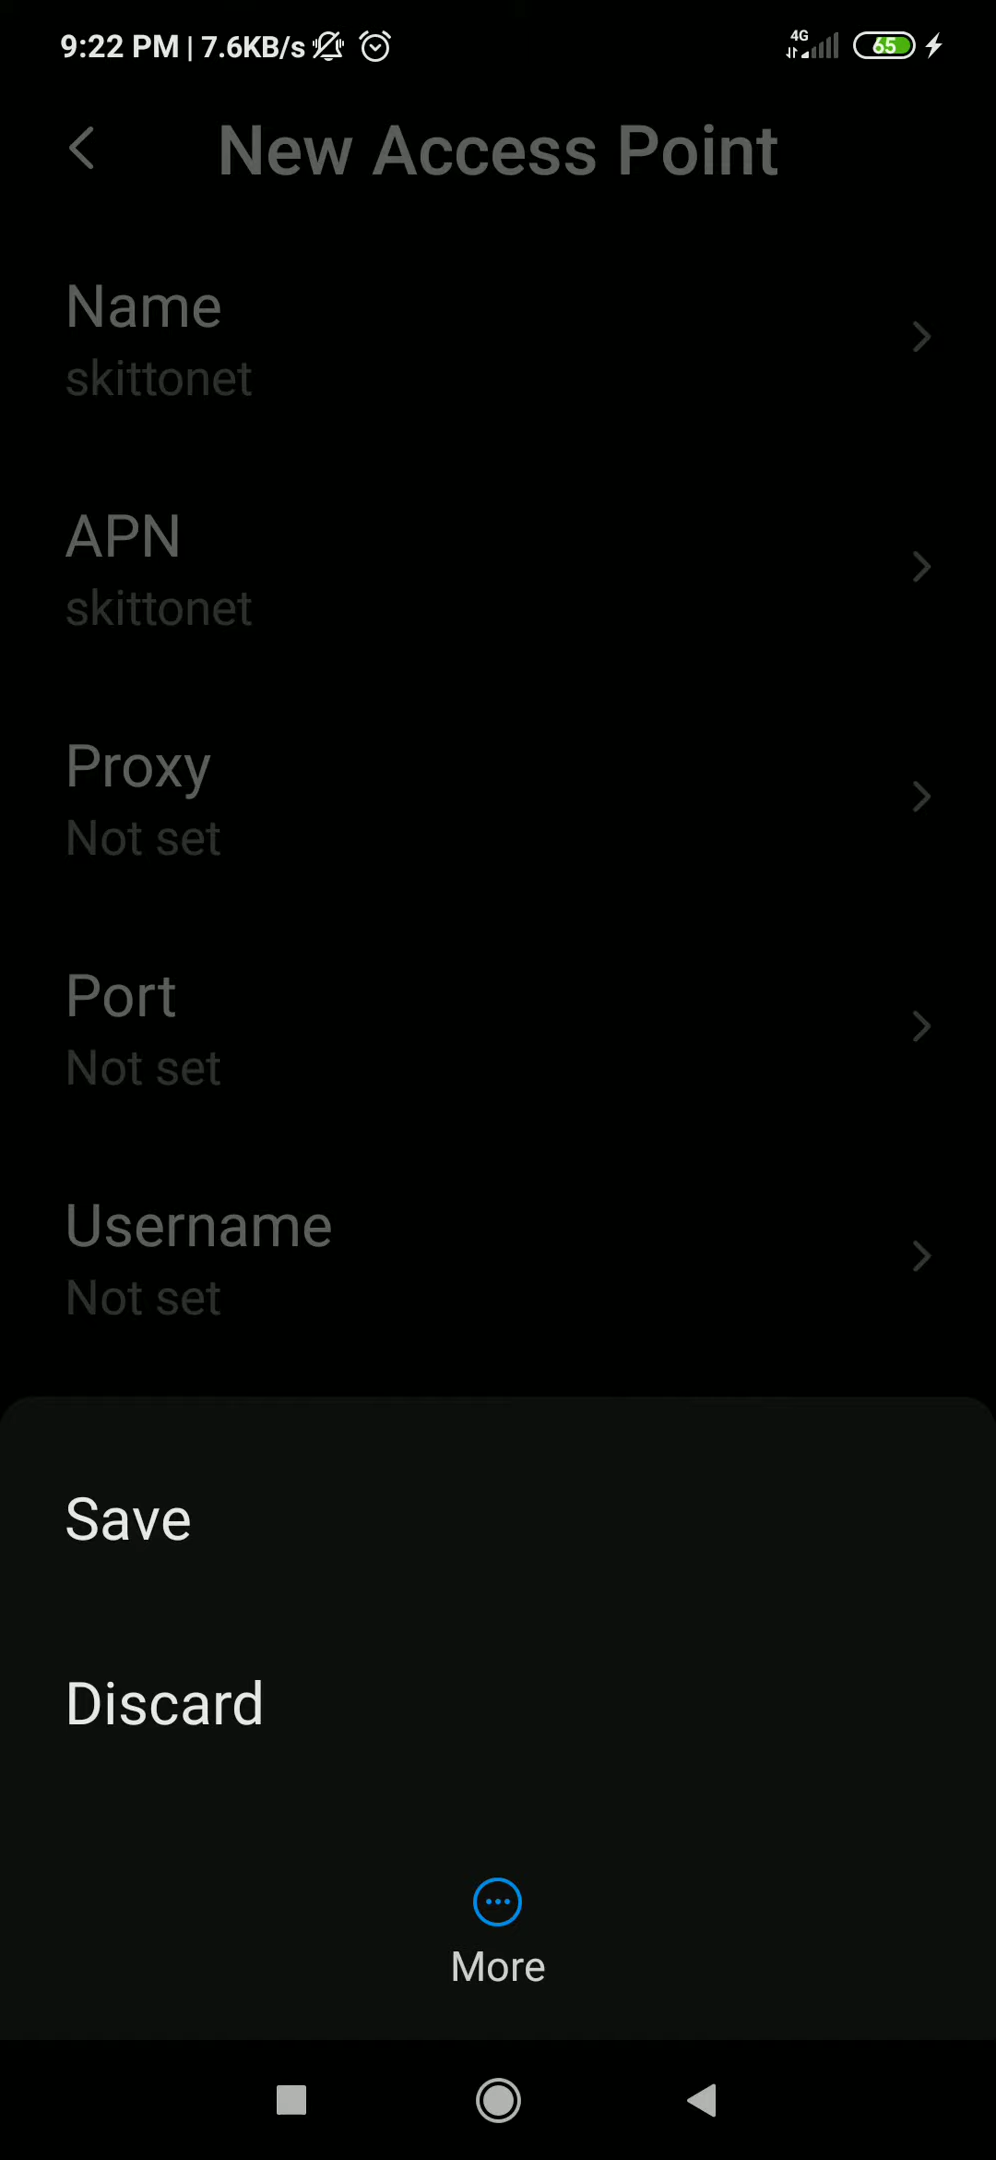 9:22 PM | 7.6KB/s 4G 65
New Access Point
Name
skittonet
APN
skittonet
Proxy
Not set
Port
Not set
Username
Not set
Save
Discard
More